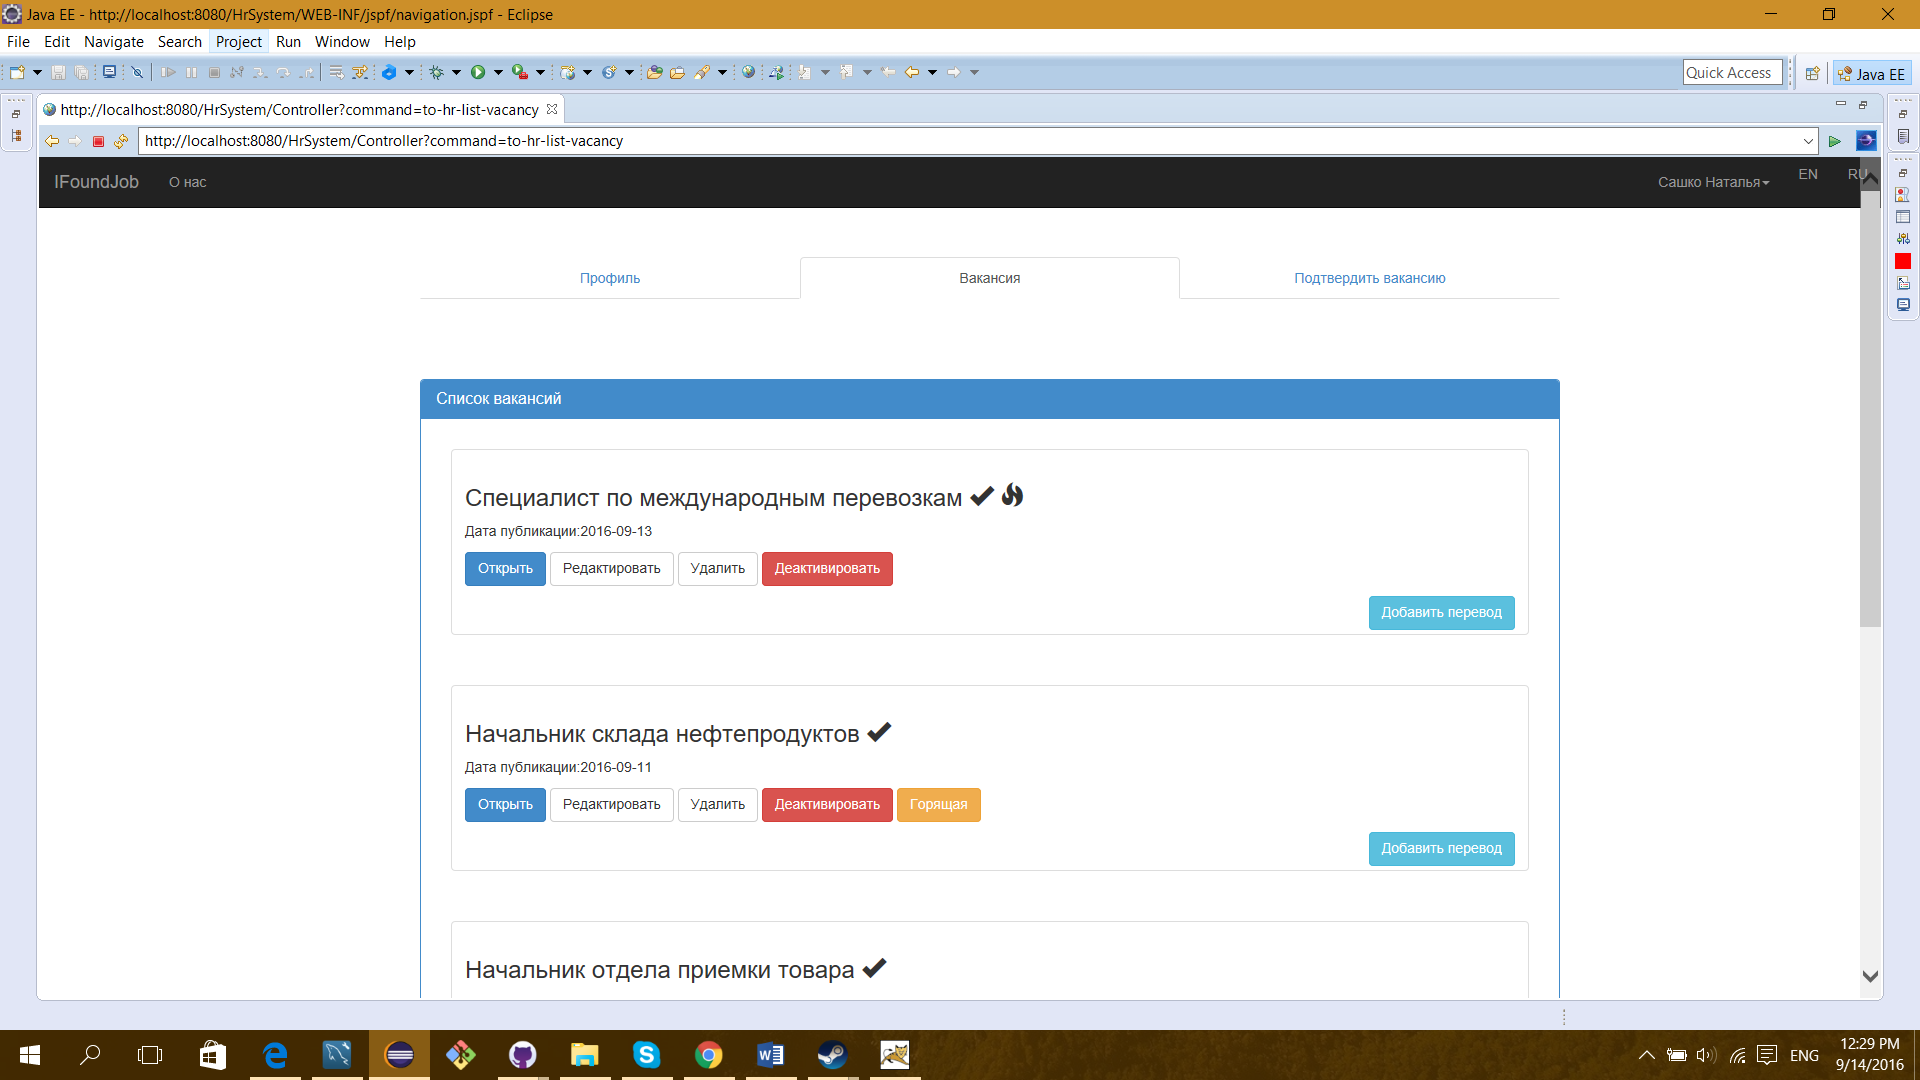 Java EE - http://localhost:8080/HrSystem/WEB-INF/jspf/navigation.jspf - Eclipse
File Edit Navigate Search Project Run Window Help
Quick Access Java EE
http://localhost:8080/HrSystem/Controller?command=to-hr-list-vacancy
http://localhost:8080/HrSystem/Controller?command=to-hr-list-vacancy
IFoundJob О нас Сашко Наталья EN RU
Профиль Вакансия Подтвердить вакансию
Список вакансий
Специалист по международным перевозкам
Дата публикации:2016-09-13
Открыть Редактировать Удалить Деактивировать
Добавить перевод
Начальник склада нефтепродуктов
Дата публикации:2016-09-11
Открыть Редактировать Удалить Деактивировать Горящая
Добавить перевод
Начальник отдела приемки товара
ENG 12:29 PM
9/14/2016